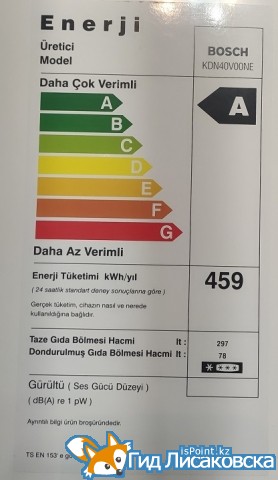 Enerji
Üretici
Model
BOSCH
KDN40V00NE
Daha Çok Verimli
A
B
C
D
E
F
G
A
Daha Az Verimli
Enerji Tüketimi kWh/yıl
459
( 24 saatlik standart deney sonuçlarına göre )
Gerçek tüketim, cihazın nasıl ve nerede
kullanıldığına bağlıdır.
Taze Gıda Bölmesi Hacmi lt : 297
Dondurulmuş Gıda Bölmesi Hacmi lt : 78
Gürültü ( Ses Gücü Düzeyi )
( dB(A) re 1 pW )
Ayrıntılı bilgi ürün broşüründedir.
TS EN 153' e
isPoint.kz
Гид Лисаковска